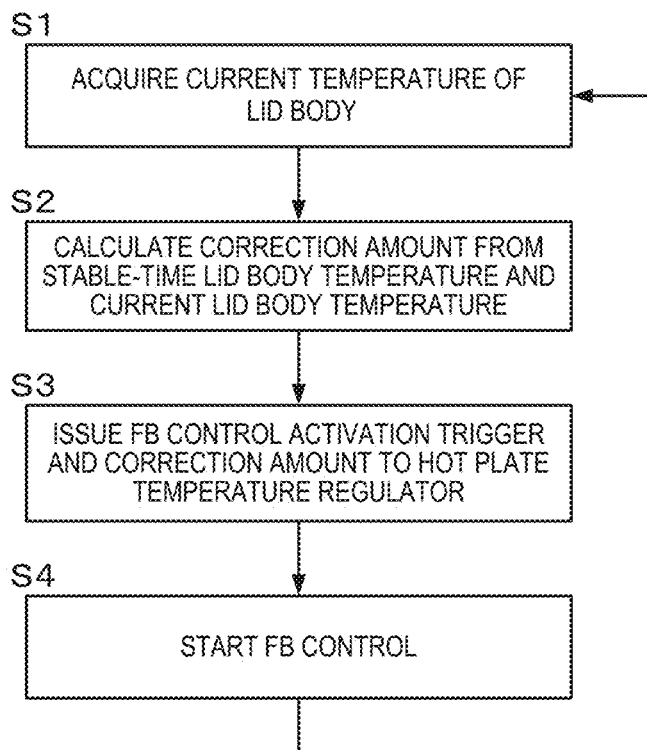 S1
ACQUIRE CURRENT TEMPERATURE OF
LID BODY
S2
CALCULATE CORRECTION AMOUNT FROM
STABLE-TIME LID BODY TEMPERATURE AND
CURRENT LID BODY TEMPERATURE
S3
ISSUE FB CONTROL ACTIVATION TRIGGER
AND CORRECTION AMOUNT TO HOT PLATE
TEMPERATURE REGULATOR
S4
START FB CONTROL